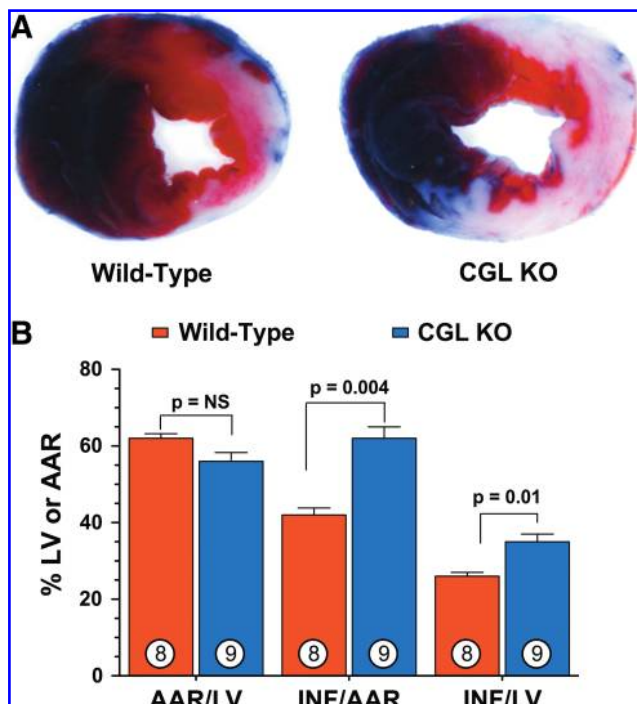 A
Wild-Type CGL KO
B
Wild-Type CGL KO
80
60
40
20
0
% LV or AAR
p = NS
p = 0.004
p = 0.01
8 9 8 9 8 9
AAR/LV INF/AAR INF/LV